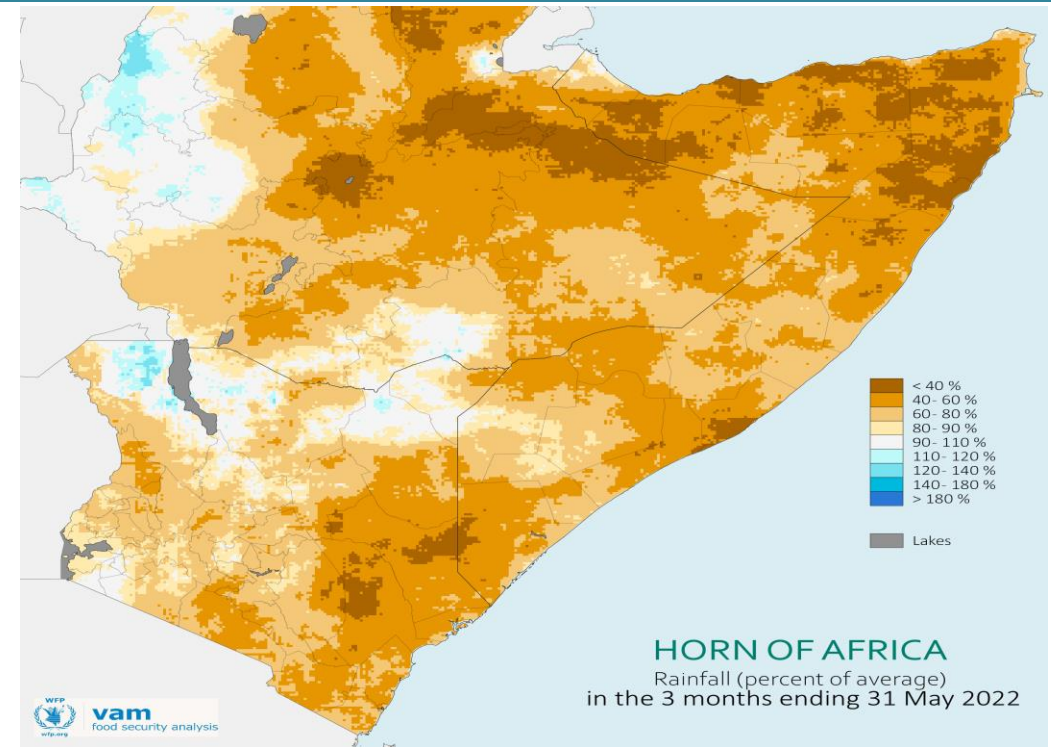 < 40 %
40- 60 %
60- 80 %
80- 90 %
90- 110 %
110- 120 %
120- 140 %
140- 180 %
> 180 %
Lakes
HORN OF AFRICA
Rainfall (percent of average)
in the 3 months ending 31 May 2022
WFP
wfp.org
vam
food security analysis